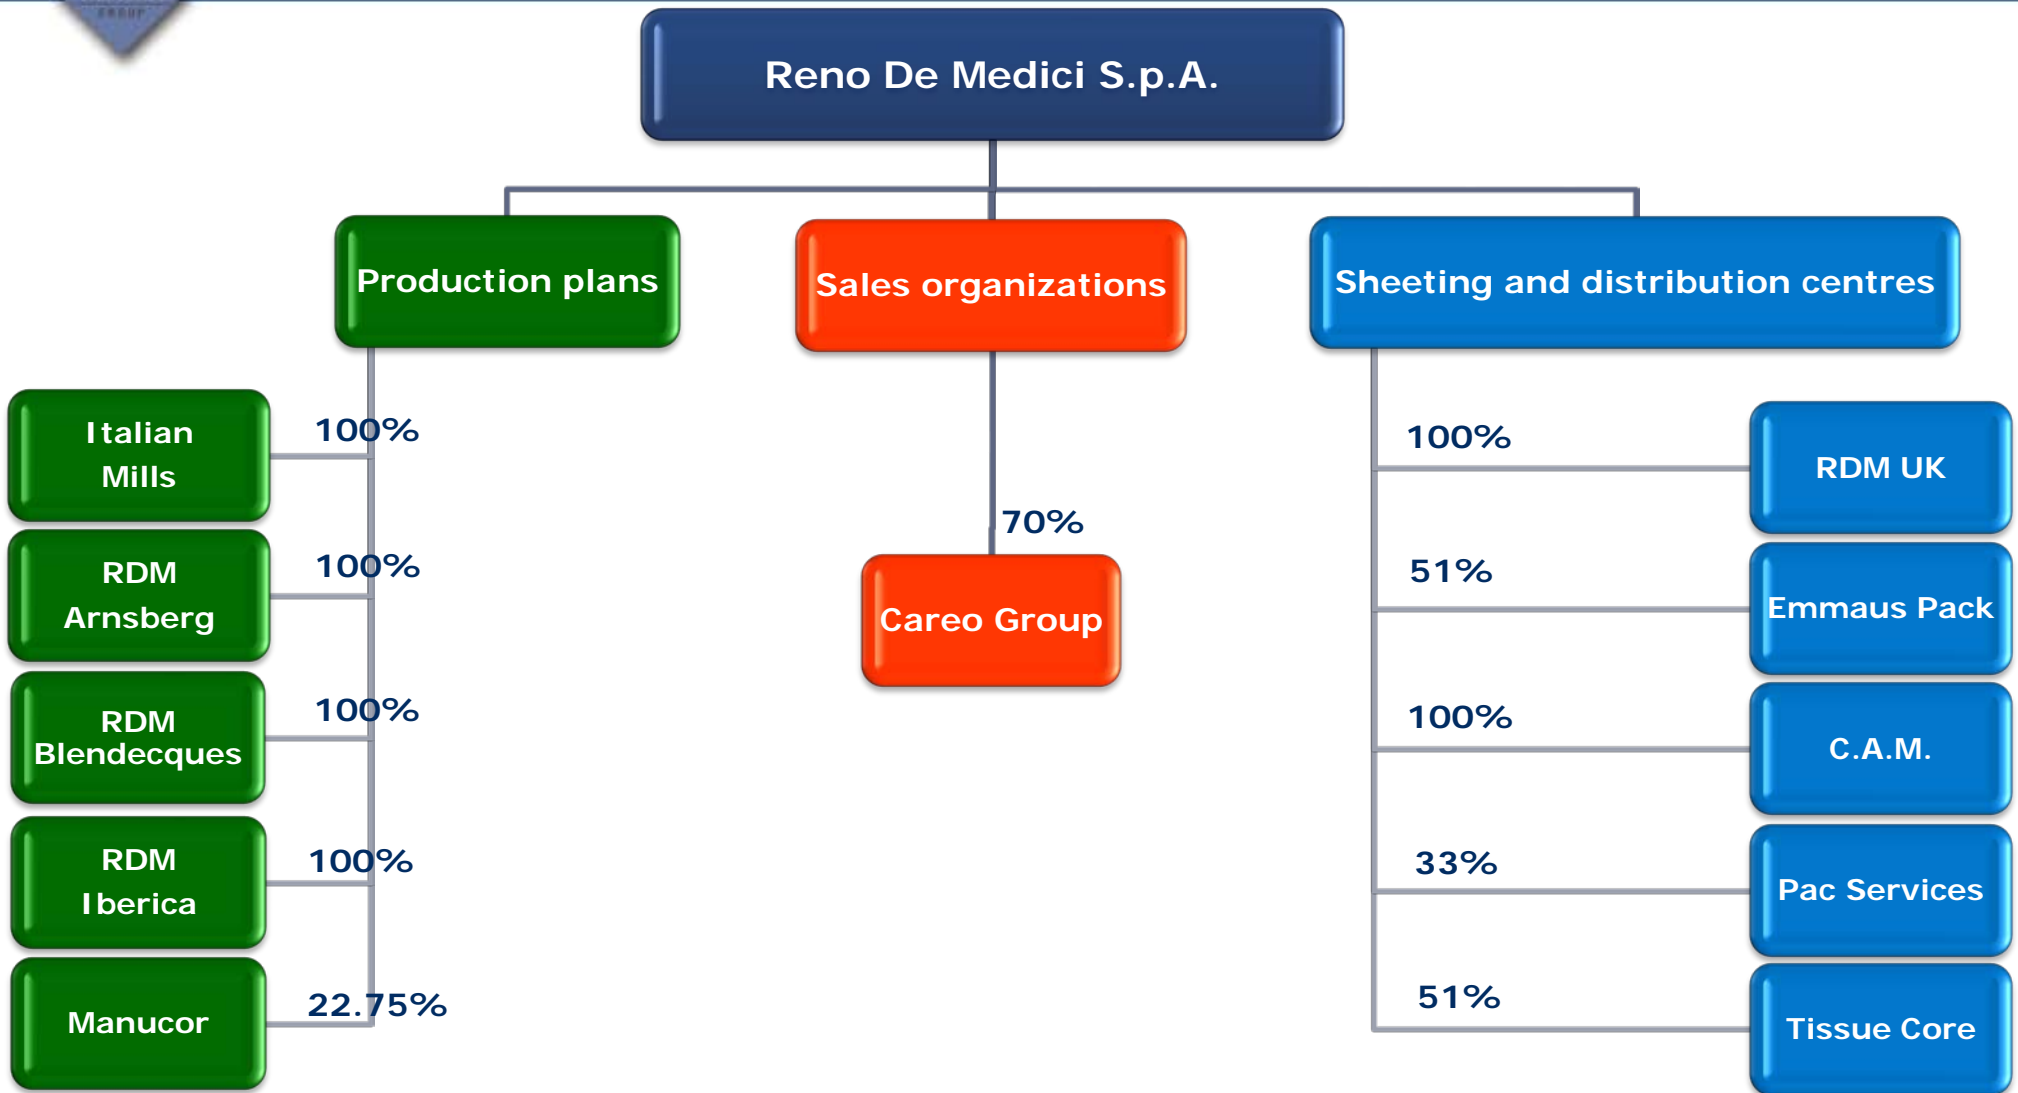 GROUP
Reno De Medici S.p.A.
Production plans
Sales organizations
Sheeting and distribution centres
Italian
Mills
100%
RDM
Arnsberg
100%
RDM
Blendecques
100%
RDM
Iberica
100%
Manucor
22.75%
70%
Careo Group
100%
RDM UK
51%
Emmaus Pack
100%
C.A.M.
33%
Pac Services
51%
Tissue Core